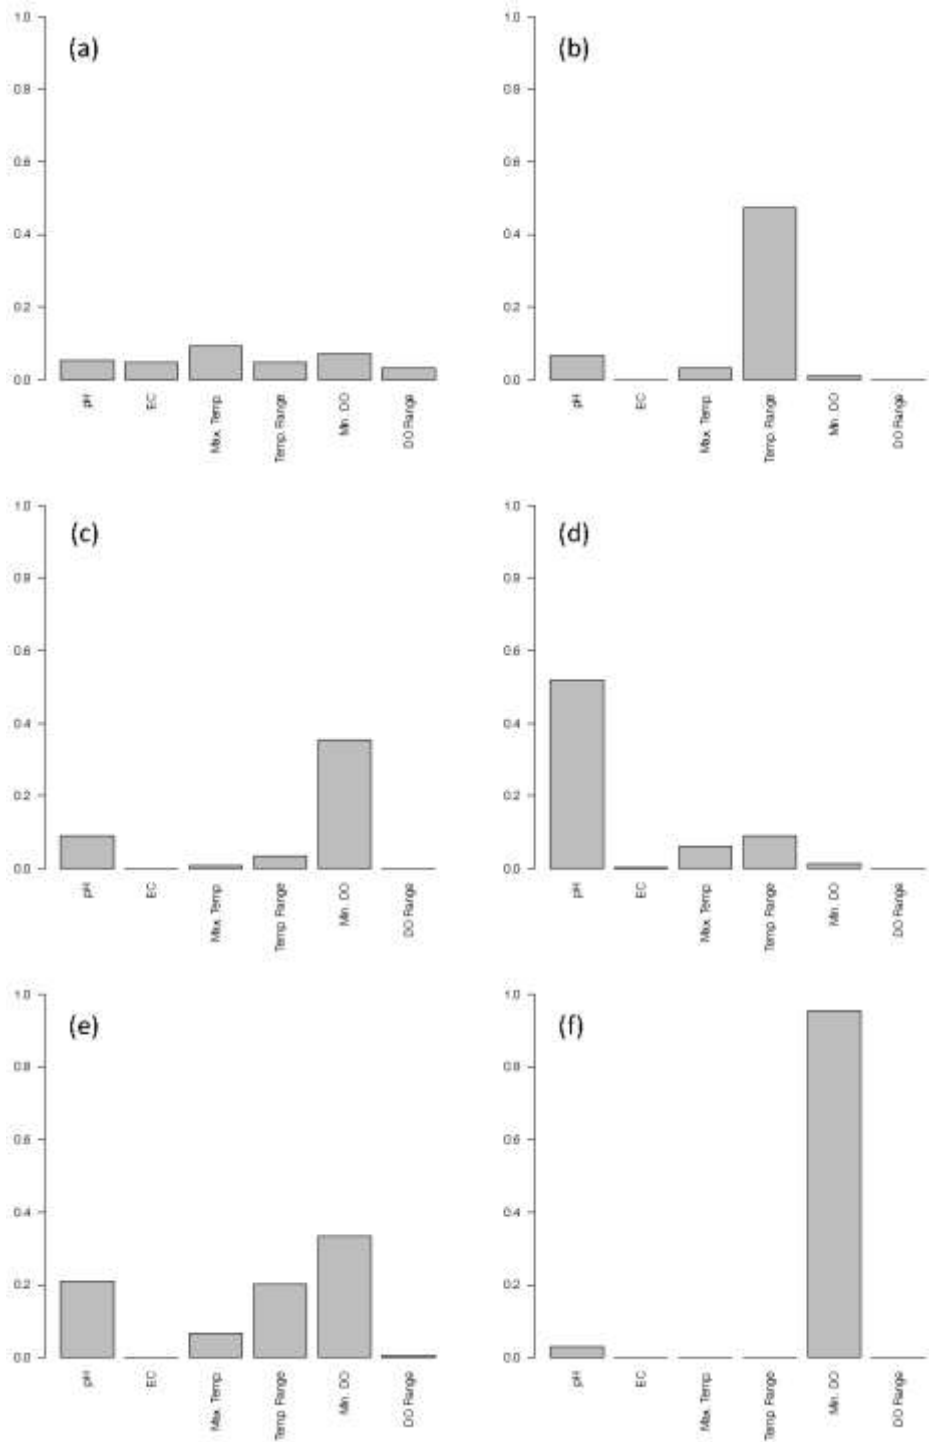 (a)
1.0
0.8
0.6
0.4
0.2
0.0
pH
EC
Max. Temp.
Temp. Range
Min. DO
DO Range
(b)
1.0
0.8
0.6
0.4
0.2
0.0
pH
EC
Max. Temp.
Temp. Range
Min. DO
DO Range
(c)
1.0
0.8
0.6
0.4
0.2
0.0
pH
EC
Max. Temp.
Temp. Range
Min. DO
DO Range
(d)
1.0
0.8
0.6
0.4
0.2
0.0
pH
EC
Max. Temp.
Temp. Range
Min. DO
DO Range
(e)
1.0
0.8
0.6
0.4
0.2
0.0
pH
EC
Max. Temp.
Temp. Range
Min. DO
DO Range
(f)
1.0
0.8
0.6
0.4
0.2
0.0
pH
EC
Max. Temp.
Temp. Range
Min. DO
DO Range